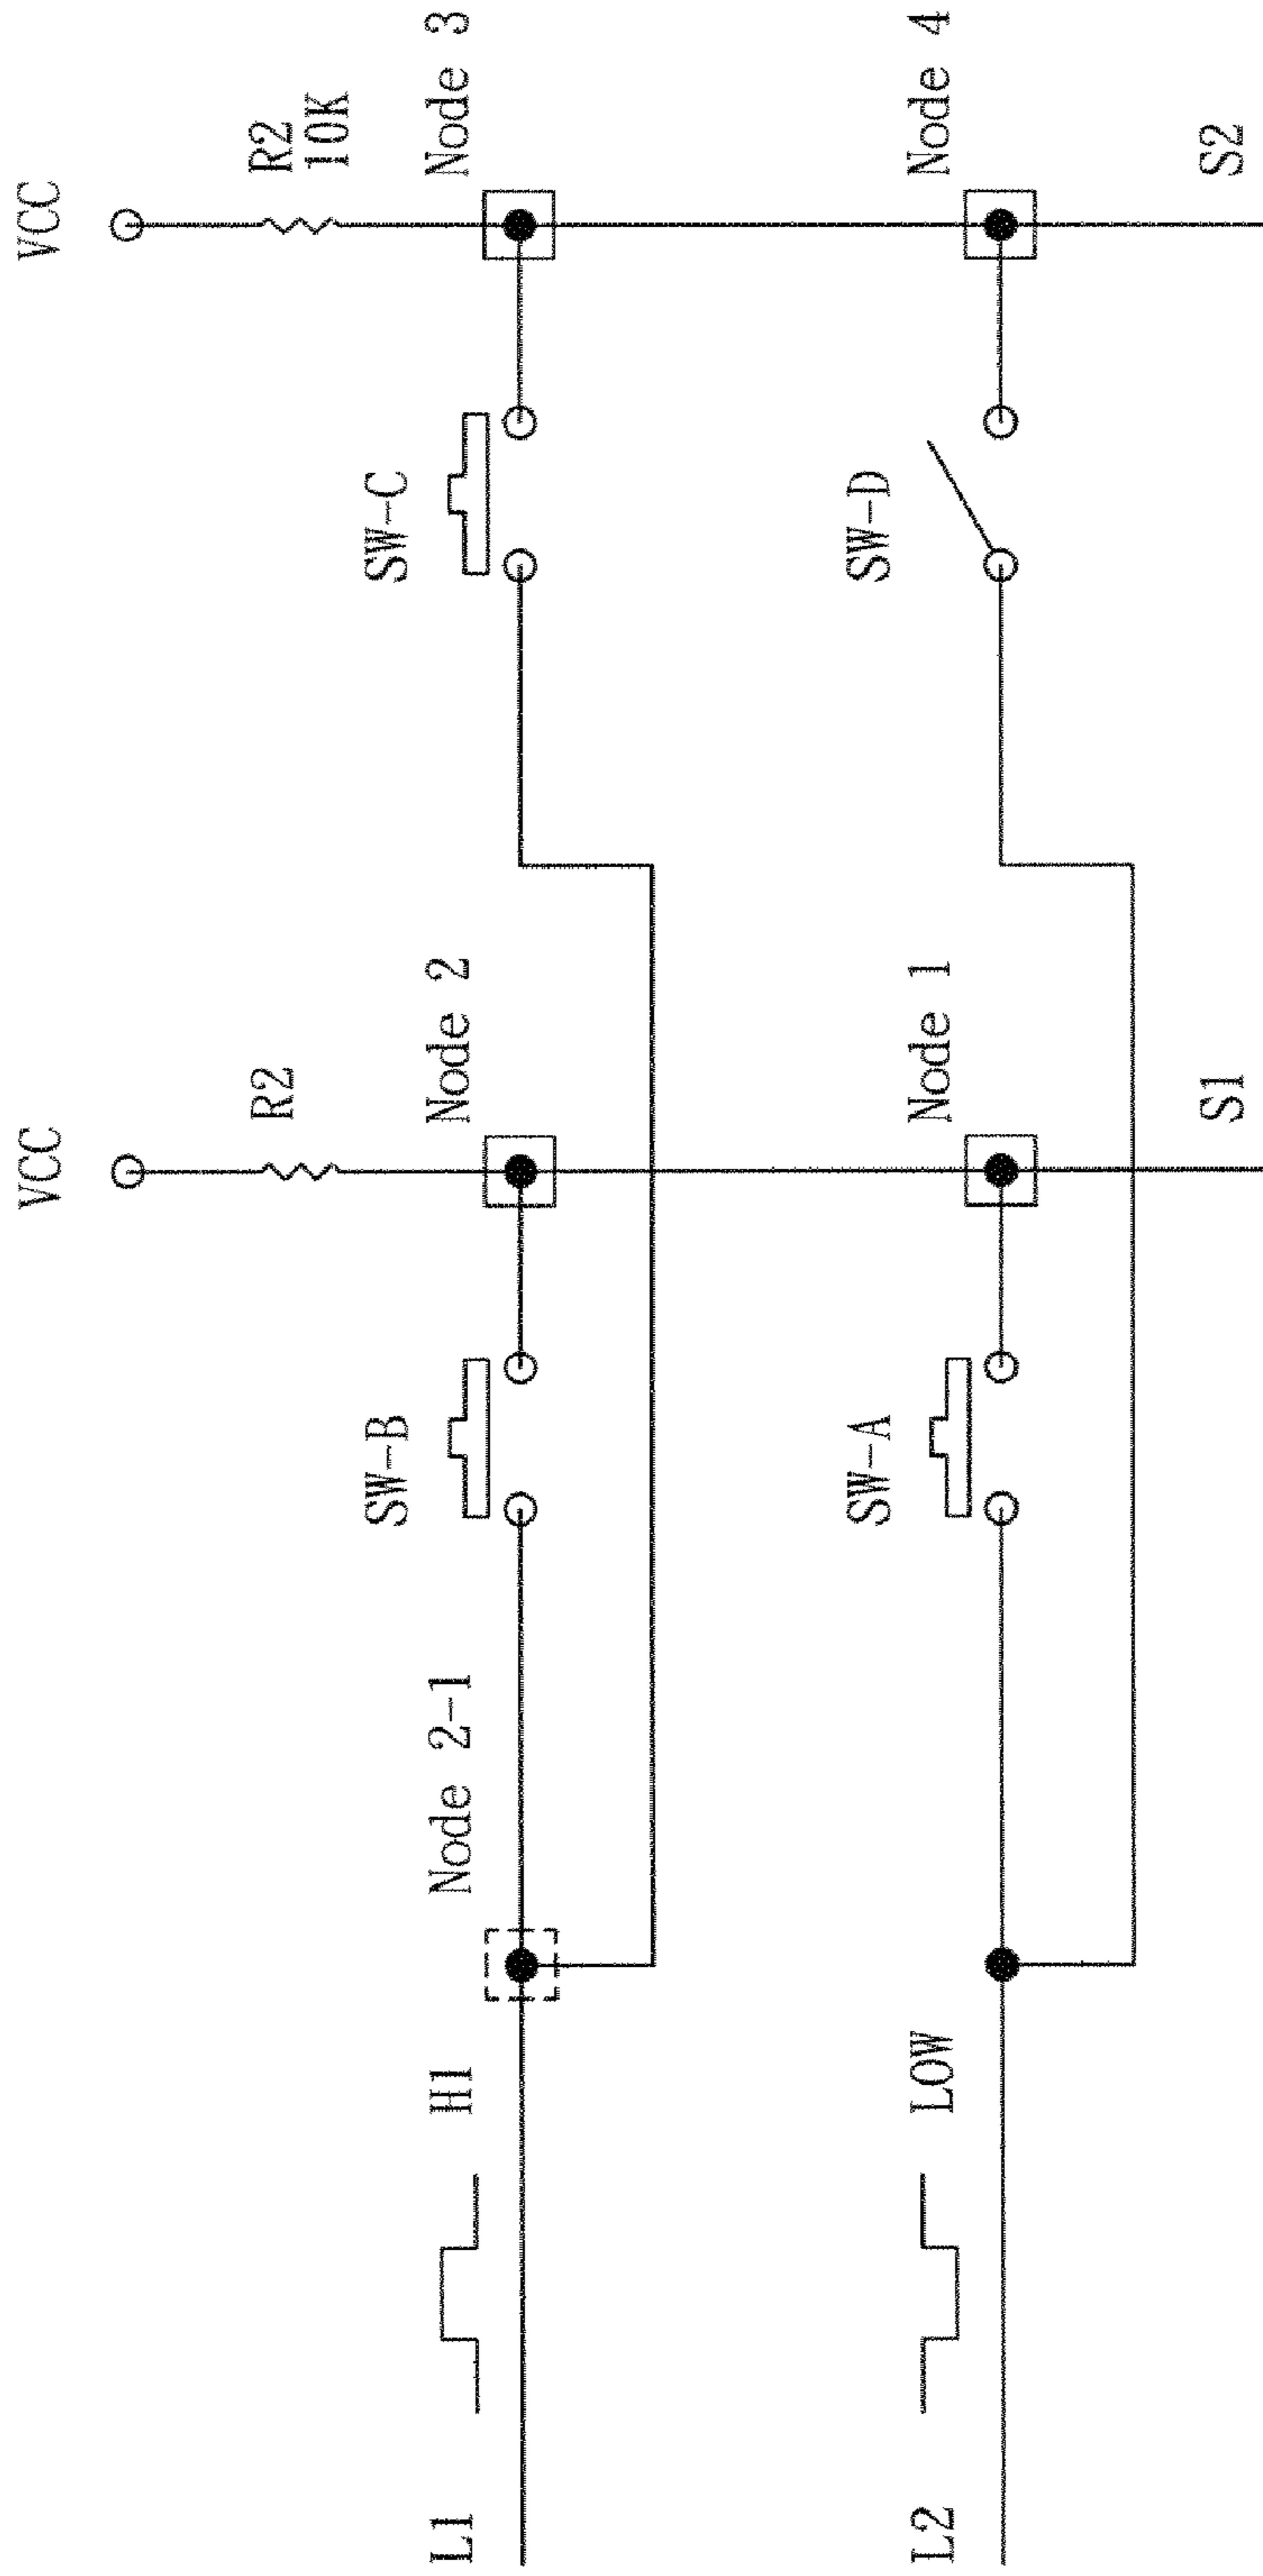 VCC
VCC
R2
R2
10K
SW-B
SW-C
L1
H1
Node 2-1
Node 2
Node 3
SW-A
SW-D
L2
LOW
Node 1
Node 4
S1
S2